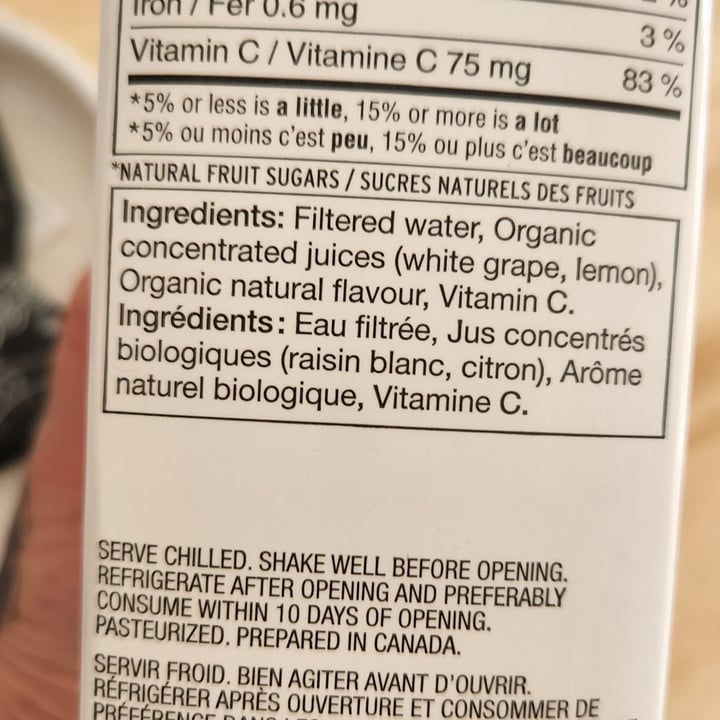 Iron / Fer 0.6 mg
3 %
Vitamin C / Vitamine C 75 mg 83 %
*5% or less is a little, 15% or more is a lot
*5% ou moins c'est peu, 15% ou plus c'est beaucoup
*NATURAL FRUIT SUGARS / SUCRES NATURELS DES FRUITS
Ingredients: Filtered water, Organic
concentrated juices (white grape, lemon),
Organic natural flavour, Vitamin C.
Ingrédients : Eau filtrée, Jus concentrés
biologiques (raisin blanc, citron), Arôme
naturel biologique, Vitamine C.
SERVE CHILLED. SHAKE WELL BEFORE OPENING.
REFRIGERATE AFTER OPENING AND PREFERABLY
CONSUME WITHIN 10 DAYS OF OPENING.
PASTEURIZED. PREPARED IN CANADA.
SERVIR FROID. BIEN AGITER AVANT D'OUVRIR.
RÉFRIGÉRER APRÈS OUVERTURE ET CONSOMMER DE
PRÉFÉRENCE DANS LES